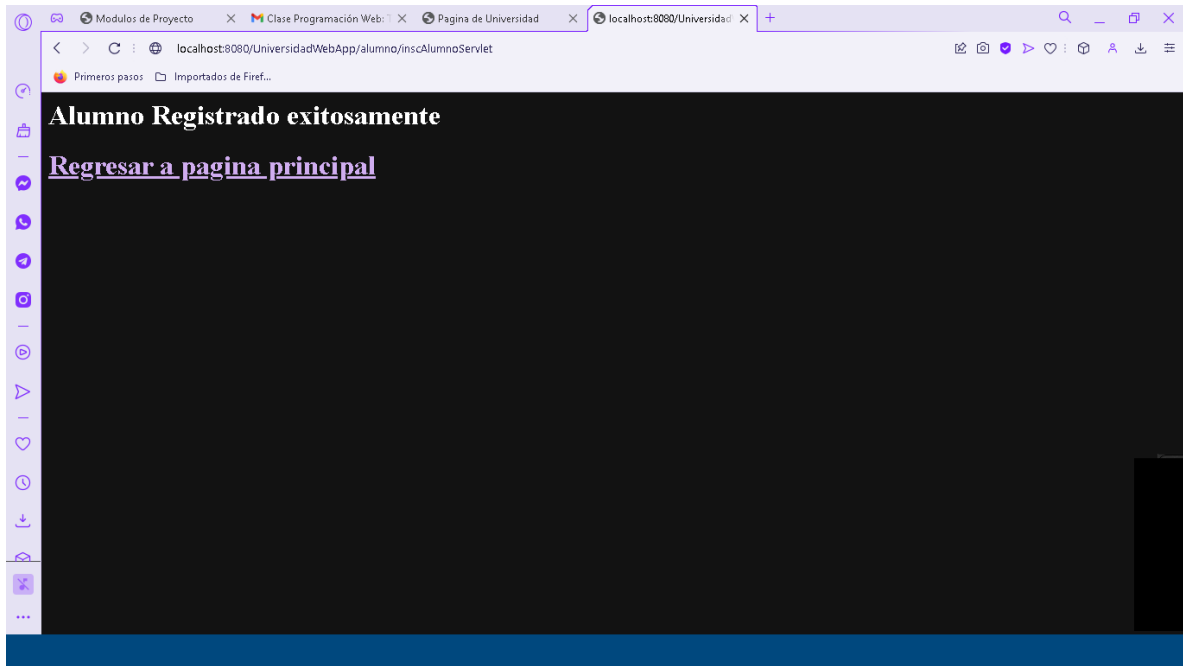 Modulos de Proyecto
Clase Programación Web: 1
Pagina de Universidad
localhost:8080/Universidad
localhost:8080/UniversidadWebApp/alumno/inscAlumnoServlet
Primeros pasos
Importados de Firef...
Alumno Registrado exitosamente
Regresar a pagina principal